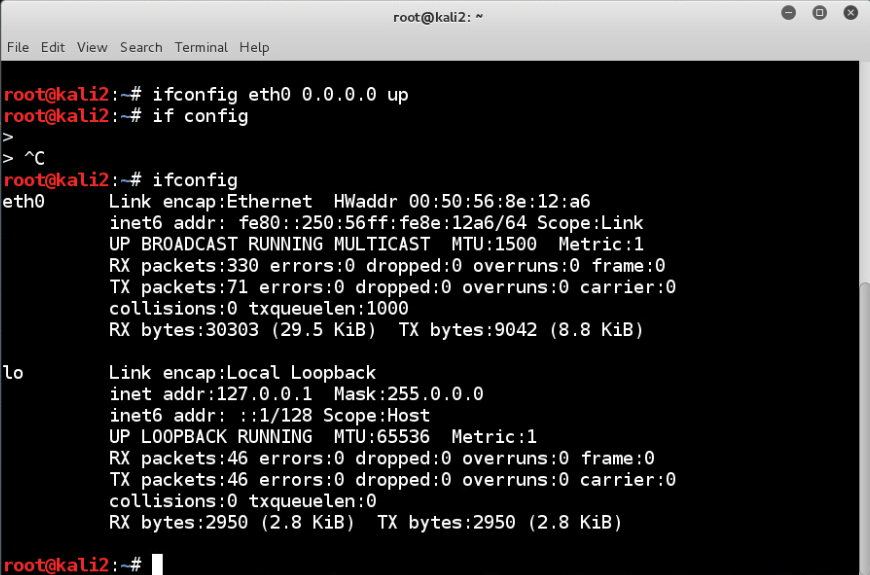 root@kali2: ~
File Edit View Search Terminal Help
root@kali2:~# ifconfig eth0 0.0.0.0 up
root@kali2:~# if config
>
> ^C
root@kali2:~# ifconfig
eth0      Link encap:Ethernet  HWaddr 00:50:56:8e:12:a6
          inet6 addr: fe80::250:56ff:fe8e:12a6/64 Scope:Link
          UP BROADCAST RUNNING MULTICAST  MTU:1500  Metric:1
          RX packets:330 errors:0 dropped:0 overruns:0 frame:0
          TX packets:71 errors:0 dropped:0 overruns:0 carrier:0
          collisions:0 txqueuelen:1000
          RX bytes:30303 (29.5 KiB)  TX bytes:9042 (8.8 KiB)

lo        Link encap:Local Loopback
          inet addr:127.0.0.1  Mask:255.0.0.0
          inet6 addr: ::1/128 Scope:Host
          UP LOOPBACK RUNNING  MTU:65536  Metric:1
          RX packets:46 errors:0 dropped:0 overruns:0 frame:0
          TX packets:46 errors:0 dropped:0 overruns:0 carrier:0
          collisions:0 txqueuelen:0
          RX bytes:2950 (2.8 KiB)  TX bytes:2950 (2.8 KiB)

root@kali2:~#